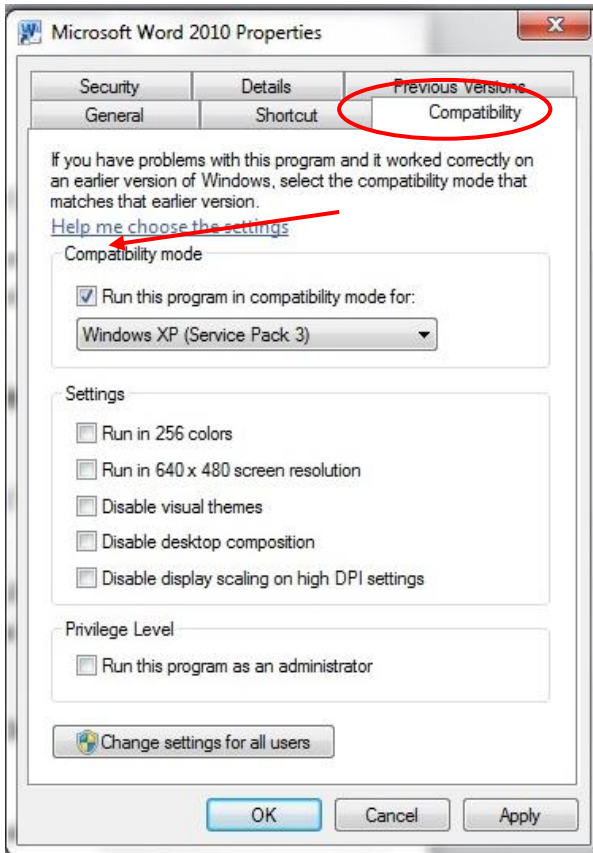 Microsoft Word 2010 Properties
Security Details Previous Versions
General Shortcut Compatibility
If you have problems with this program and it worked correctly on
an earlier version of Windows, select the compatibility mode that
matches that earlier version.
Help me choose the settings
Compatibility mode
Run this program in compatibility mode for:
Windows XP (Service Pack 3)
Settings
Run in 256 colors
Run in 640 x 480 screen resolution
Disable visual themes
Disable desktop composition
Disable display scaling on high DPI settings
Privilege Level
Run this program as an administrator
Change settings for all users
OK Cancel Apply